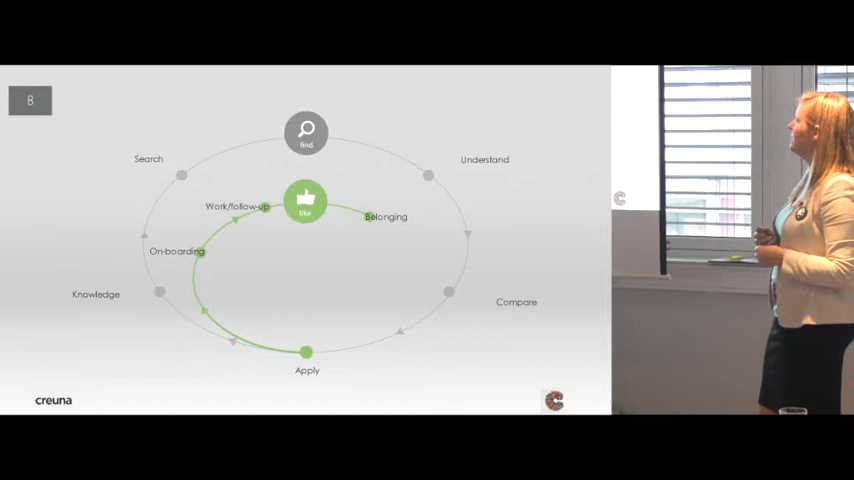 8
find
Search
Understand
like
Work/follow-up
Belonging
On-boarding
Knowledge
Compare
Apply
creuna